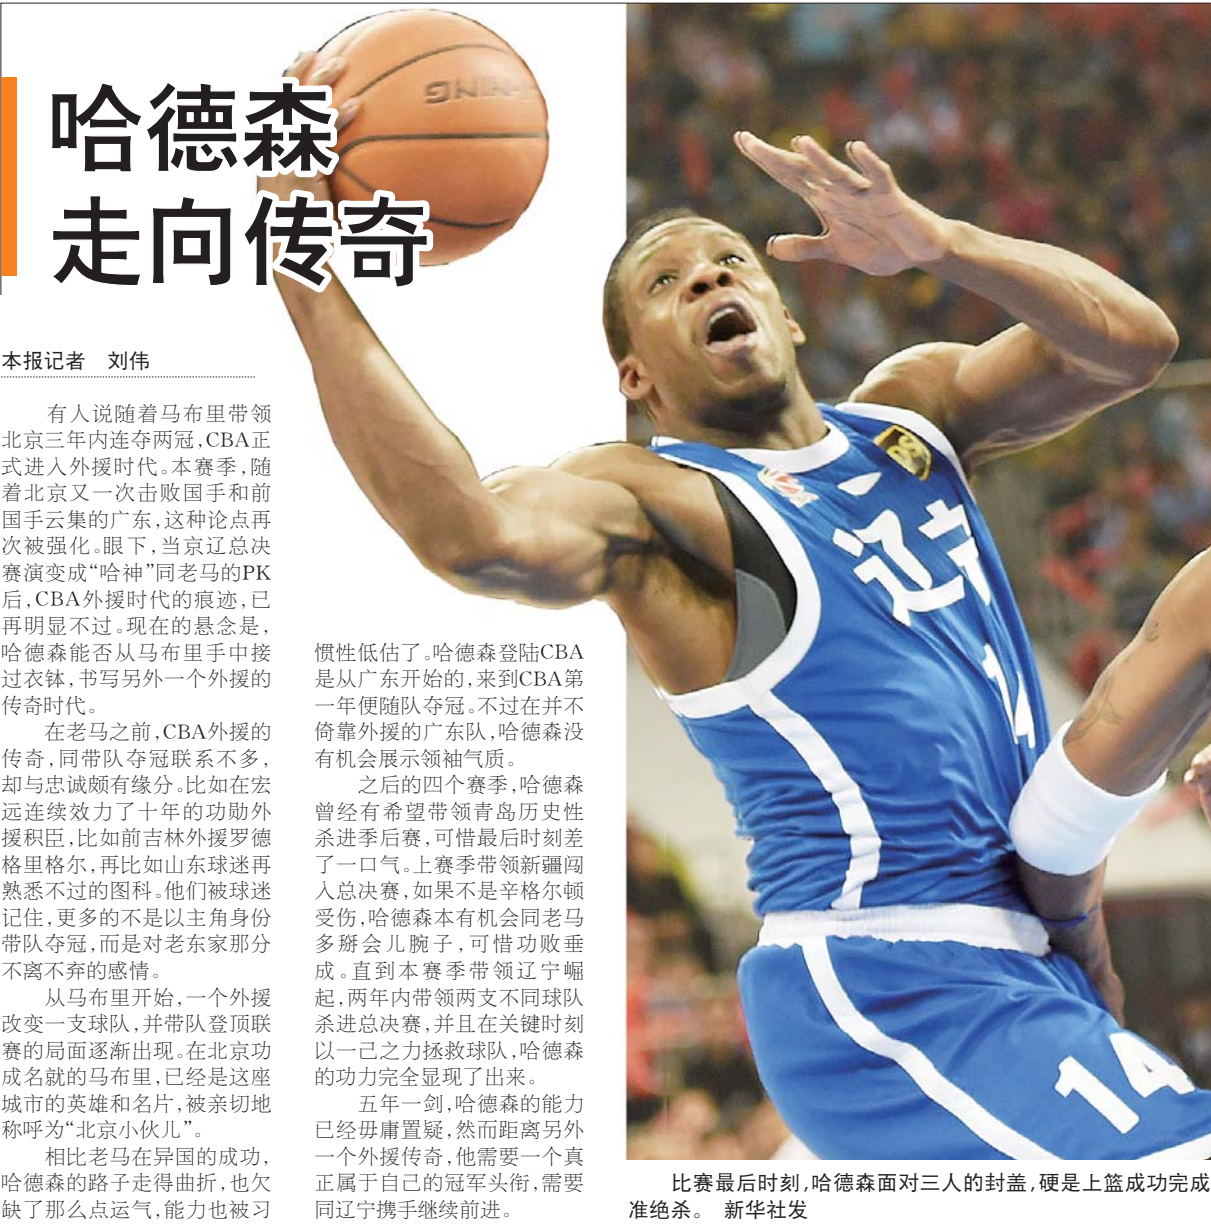 哈德森
走向传奇
本报记者　刘伟
有人说随着马布里带领
北京三年内连夺两冠,CBA正
式进入外援时代。本赛季,随
着北京又一次击败国手和前
国手云集的广东,这种论点再
次被强化。眼下,当京辽总决
赛演变成“哈神”同老马的PK
后,CBA外援时代的痕迹,已
再明显不过。现在的悬念是,
哈德森能否从马布里手中接
过衣钵,书写另外一个外援的
传奇时代。
在老马之前,CBA外援的
传奇,同带队夺冠联系不多,
却与忠诚颇有缘分。比如在宏
远连续效力了十年的功勋外
援积臣,比如前吉林外援罗德
格里格尔,再比如山东球迷再
熟悉不过的图科。他们被球迷
记住,更多的不是以主角身份
带队夺冠,而是对老东家那分
不离不弃的感情。
从马布里开始,一个外援
改变一支球队,并带队登顶联
赛的局面逐渐出现。在北京功
成名就的马布里,已经是这座
城市的英雄和名片,被亲切地
称呼为“北京小伙儿”。
相比老马在异国的成功,
哈德森的路子走得曲折,也欠
缺了那么点运气,能力也被习
惯性低估了。哈德森登陆CBA
是从广东开始的,来到CBA第
一年便随队夺冠。不过在并不
倚靠外援的广东队,哈德森没
有机会展示领袖气质。
之后的四个赛季,哈德森
曾经有希望带领青岛历史性
杀进季后赛,可惜最后时刻差
了一口气。上赛季带领新疆闯
入总决赛,如果不是辛格尔顿
受伤,哈德森本有机会同老马
多掰会儿腕子,可惜功败垂
成。直到本赛季带领辽宁崛
起,两年内带领两支不同球队
杀进总决赛,并且在关键时刻
以一己之力拯救球队,哈德森
的功力完全显现了出来。
五年一剑,哈德森的能力
已经毋庸置疑,然而距离另外
一个外援传奇,他需要一个真
正属于自己的冠军头衔,需要
同辽宁携手继续前进。
辽宁
14
14
比赛最后时刻,哈德森面对三人的封盖,硬是上篮成功完成
准绝杀。　新华社发